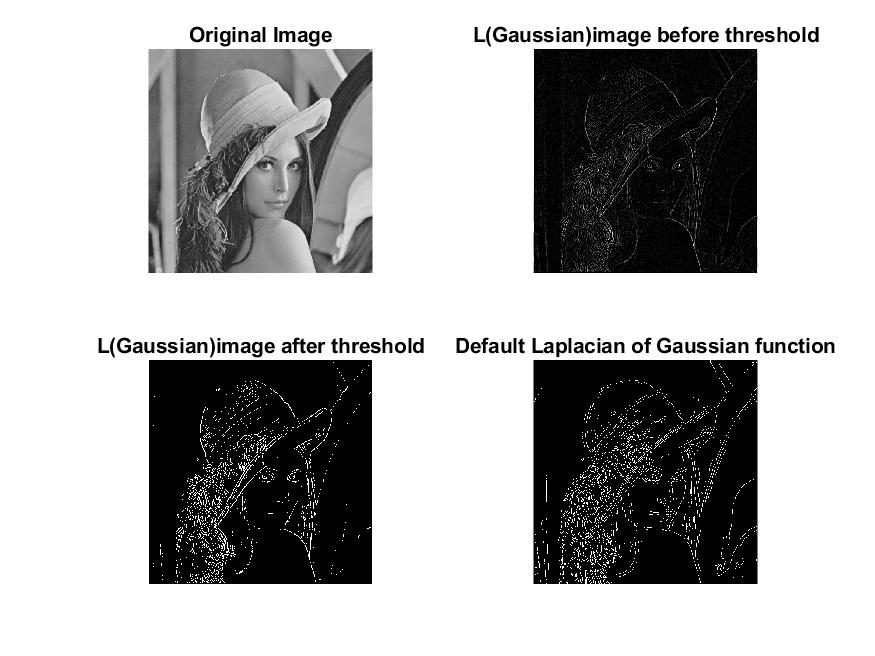 Original Image
L(Gaussian)image before threshold
L(Gaussian)image after threshold
Default Laplacian of Gaussian function